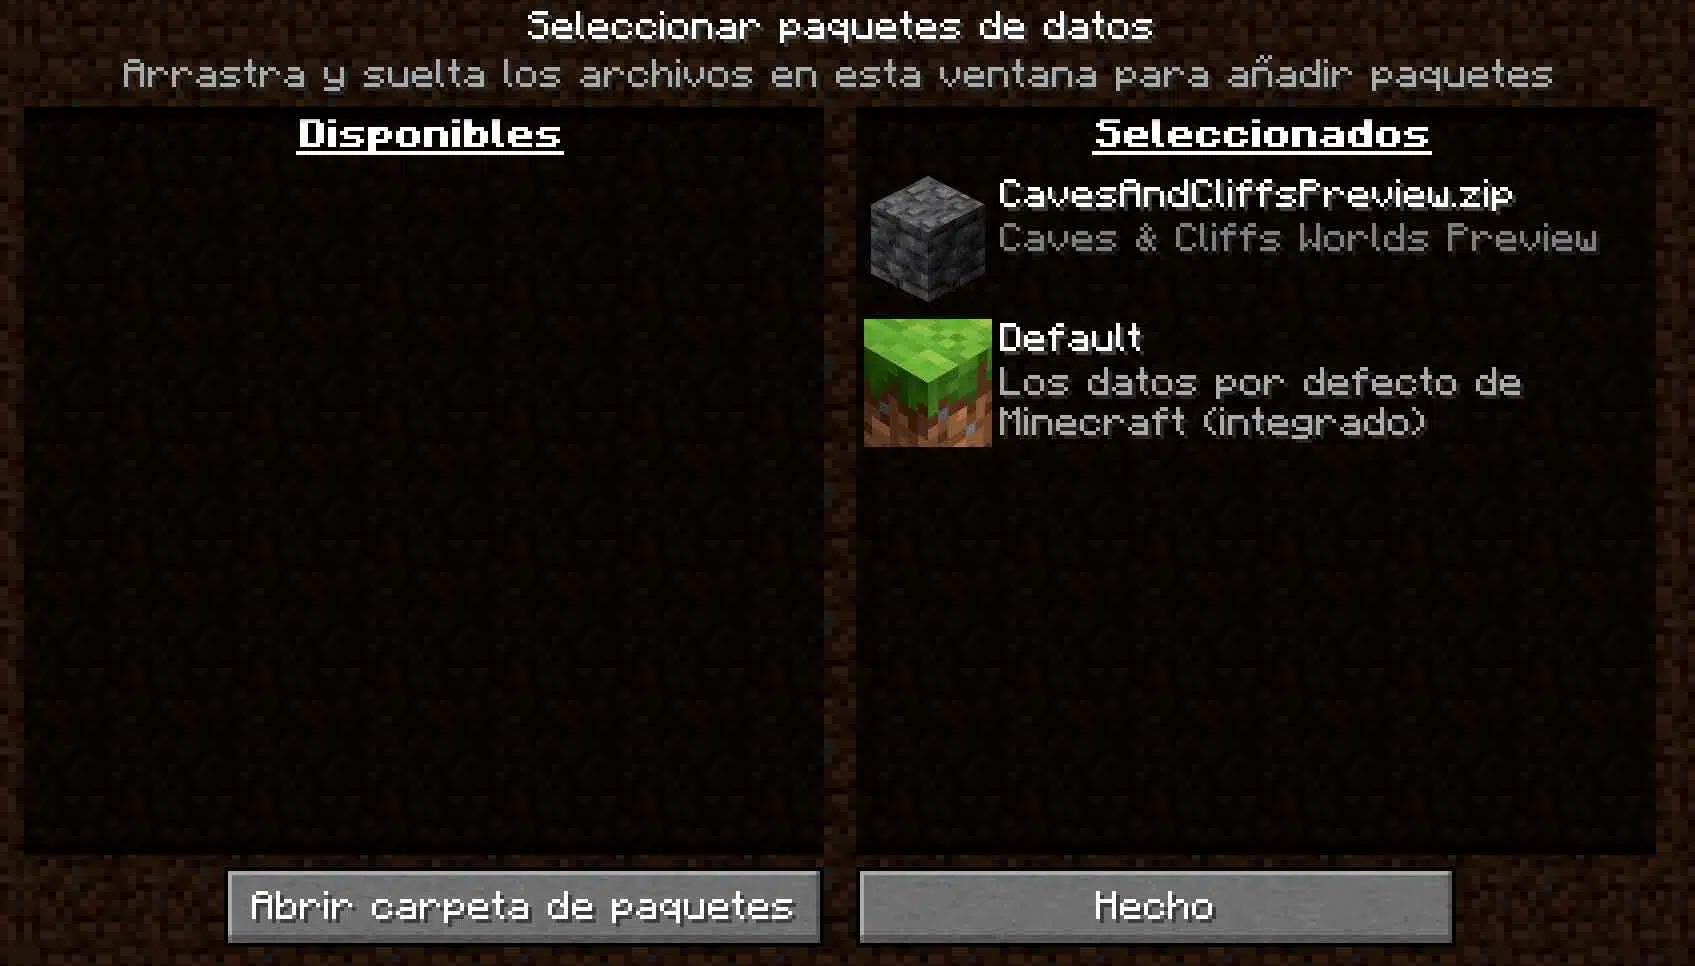 Seleccionar paquetes de datos
Arrastra y suelta los archivos en esta ventana para añadir paquetes
Disponibles
Seleccionados
CavesAndCliffsPreview.zip
Caves & Cliffs Worlds Preview
Default
Los datos por defecto de
Minecraft (integrado)
Abrir carpeta de paquetes
Hecho